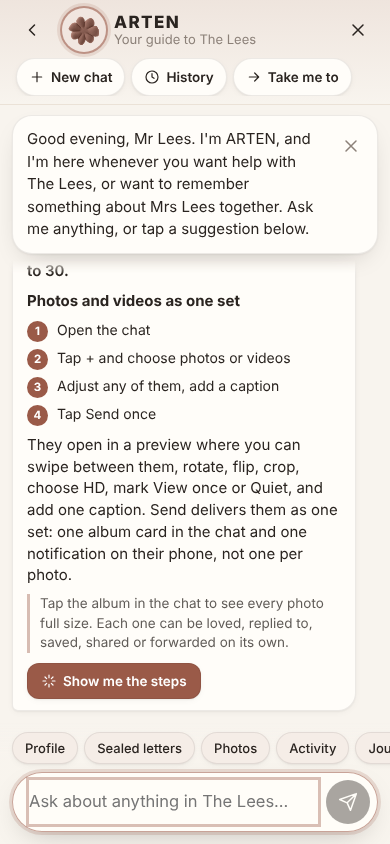 ARTEN
Your guide to The Lees
New chat
History
Take me to
Good evening, Mr Lees. I'm ARTEN, and
I'm here whenever you want help with
The Lees, or want to remember
something about Mrs Lees together. Ask
me anything, or tap a suggestion below.
to 30.
Photos and videos as one set
1 Open the chat
2 Tap + and choose photos or videos
3 Adjust any of them, add a caption
4 Tap Send once
They open in a preview where you can
swipe between them, rotate, flip, crop,
choose HD, mark View once or Quiet, and
add one caption. Send delivers them as one
set: one album card in the chat and one
notification on their phone, not one per
photo.
Tap the album in the chat to see every photo
full size. Each one can be loved, replied to,
saved, shared or forwarded on its own.
Show me the steps
Profile
Sealed letters
Photos
Activity
Jou
Ask about anything in The Lees...